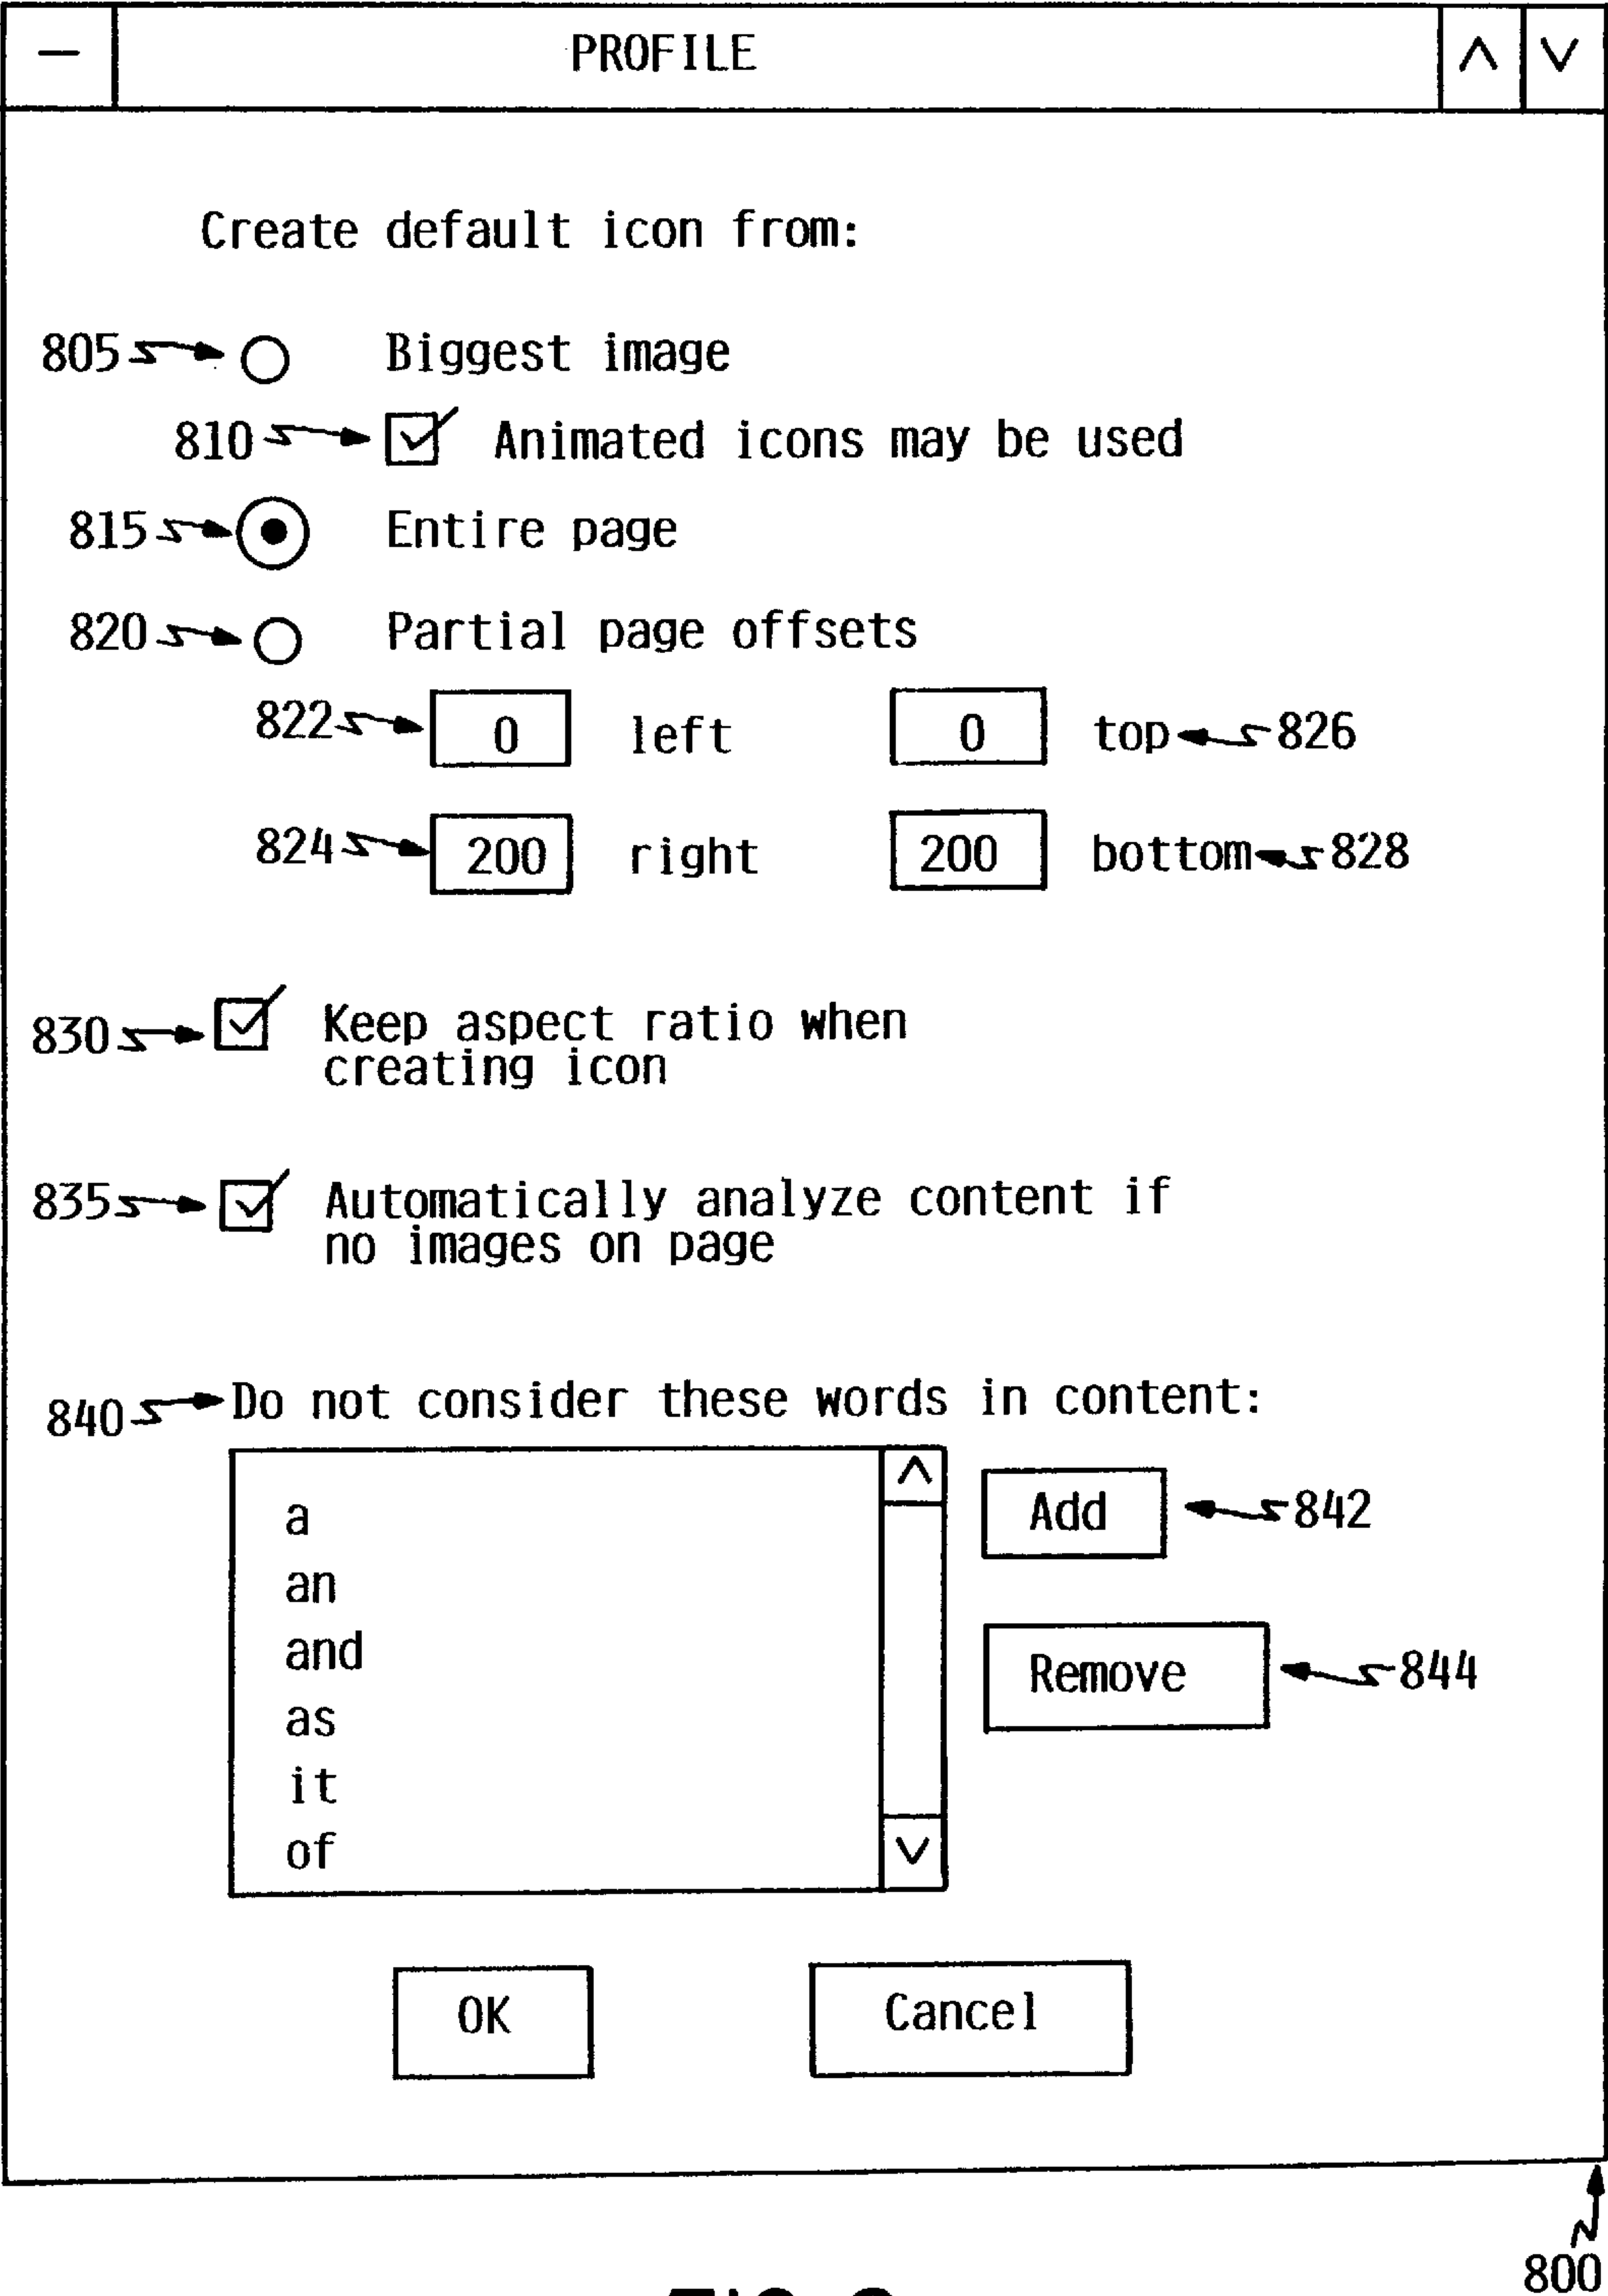 PROFILE
Create default icon from:
805 Biggest image
810 Animated icons may be used
815 Entire page
820 Partial page offsets
822 0 left 0 top 826
824 200 right 200 bottom 828
830 Keep aspect ratio when
creating icon
835 Automatically analyze content if
no images on page
840 Do not consider these words in content:
a
Add 842
an
and
Remove 844
as
it
of
OK Cancel
800